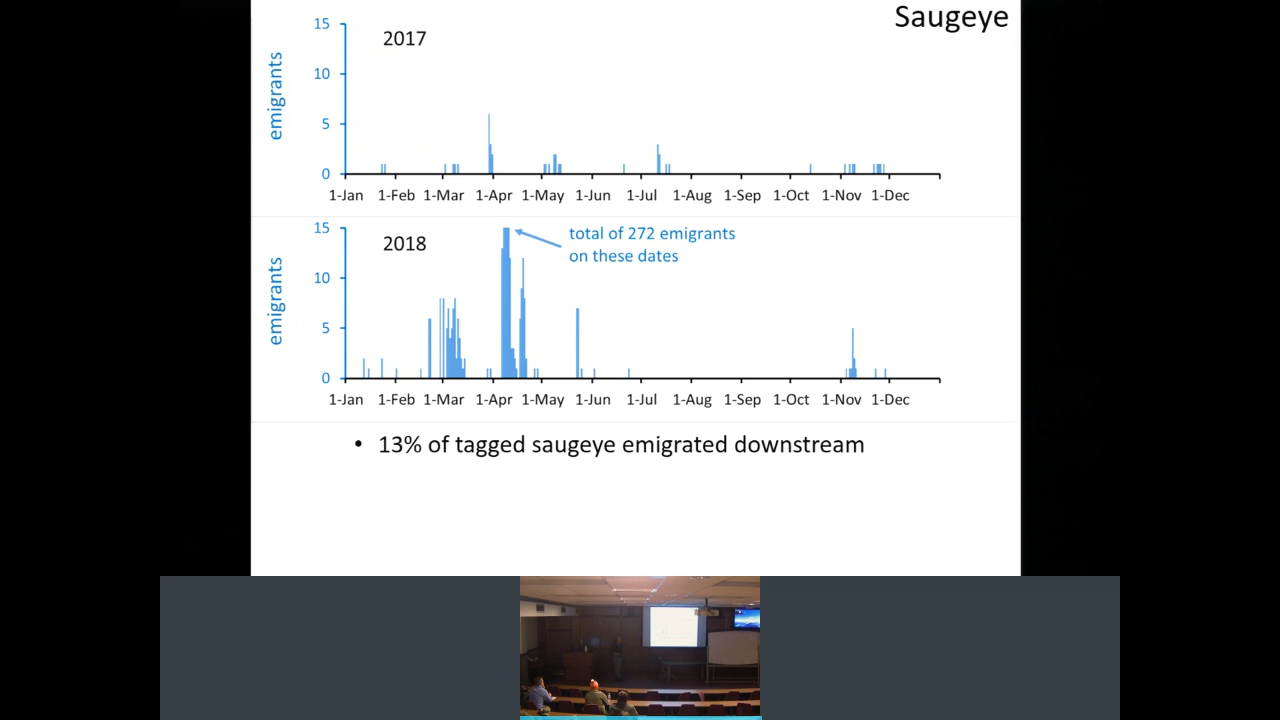 Saugeye
15
2017
10
emigrants
5
0
1-Jan 1-Feb 1-Mar 1-Apr 1-May 1-Jun 1-Jul 1-Aug 1-Sep 1-Oct 1-Nov 1-Dec
15
2018
total of 272 emigrants
on these dates
10
emigrants
5
0
1-Jan 1-Feb 1-Mar 1-Apr 1-May 1-Jun 1-Jul 1-Aug 1-Sep 1-Oct 1-Nov 1-Dec
• 13% of tagged saugeye emigrated downstream